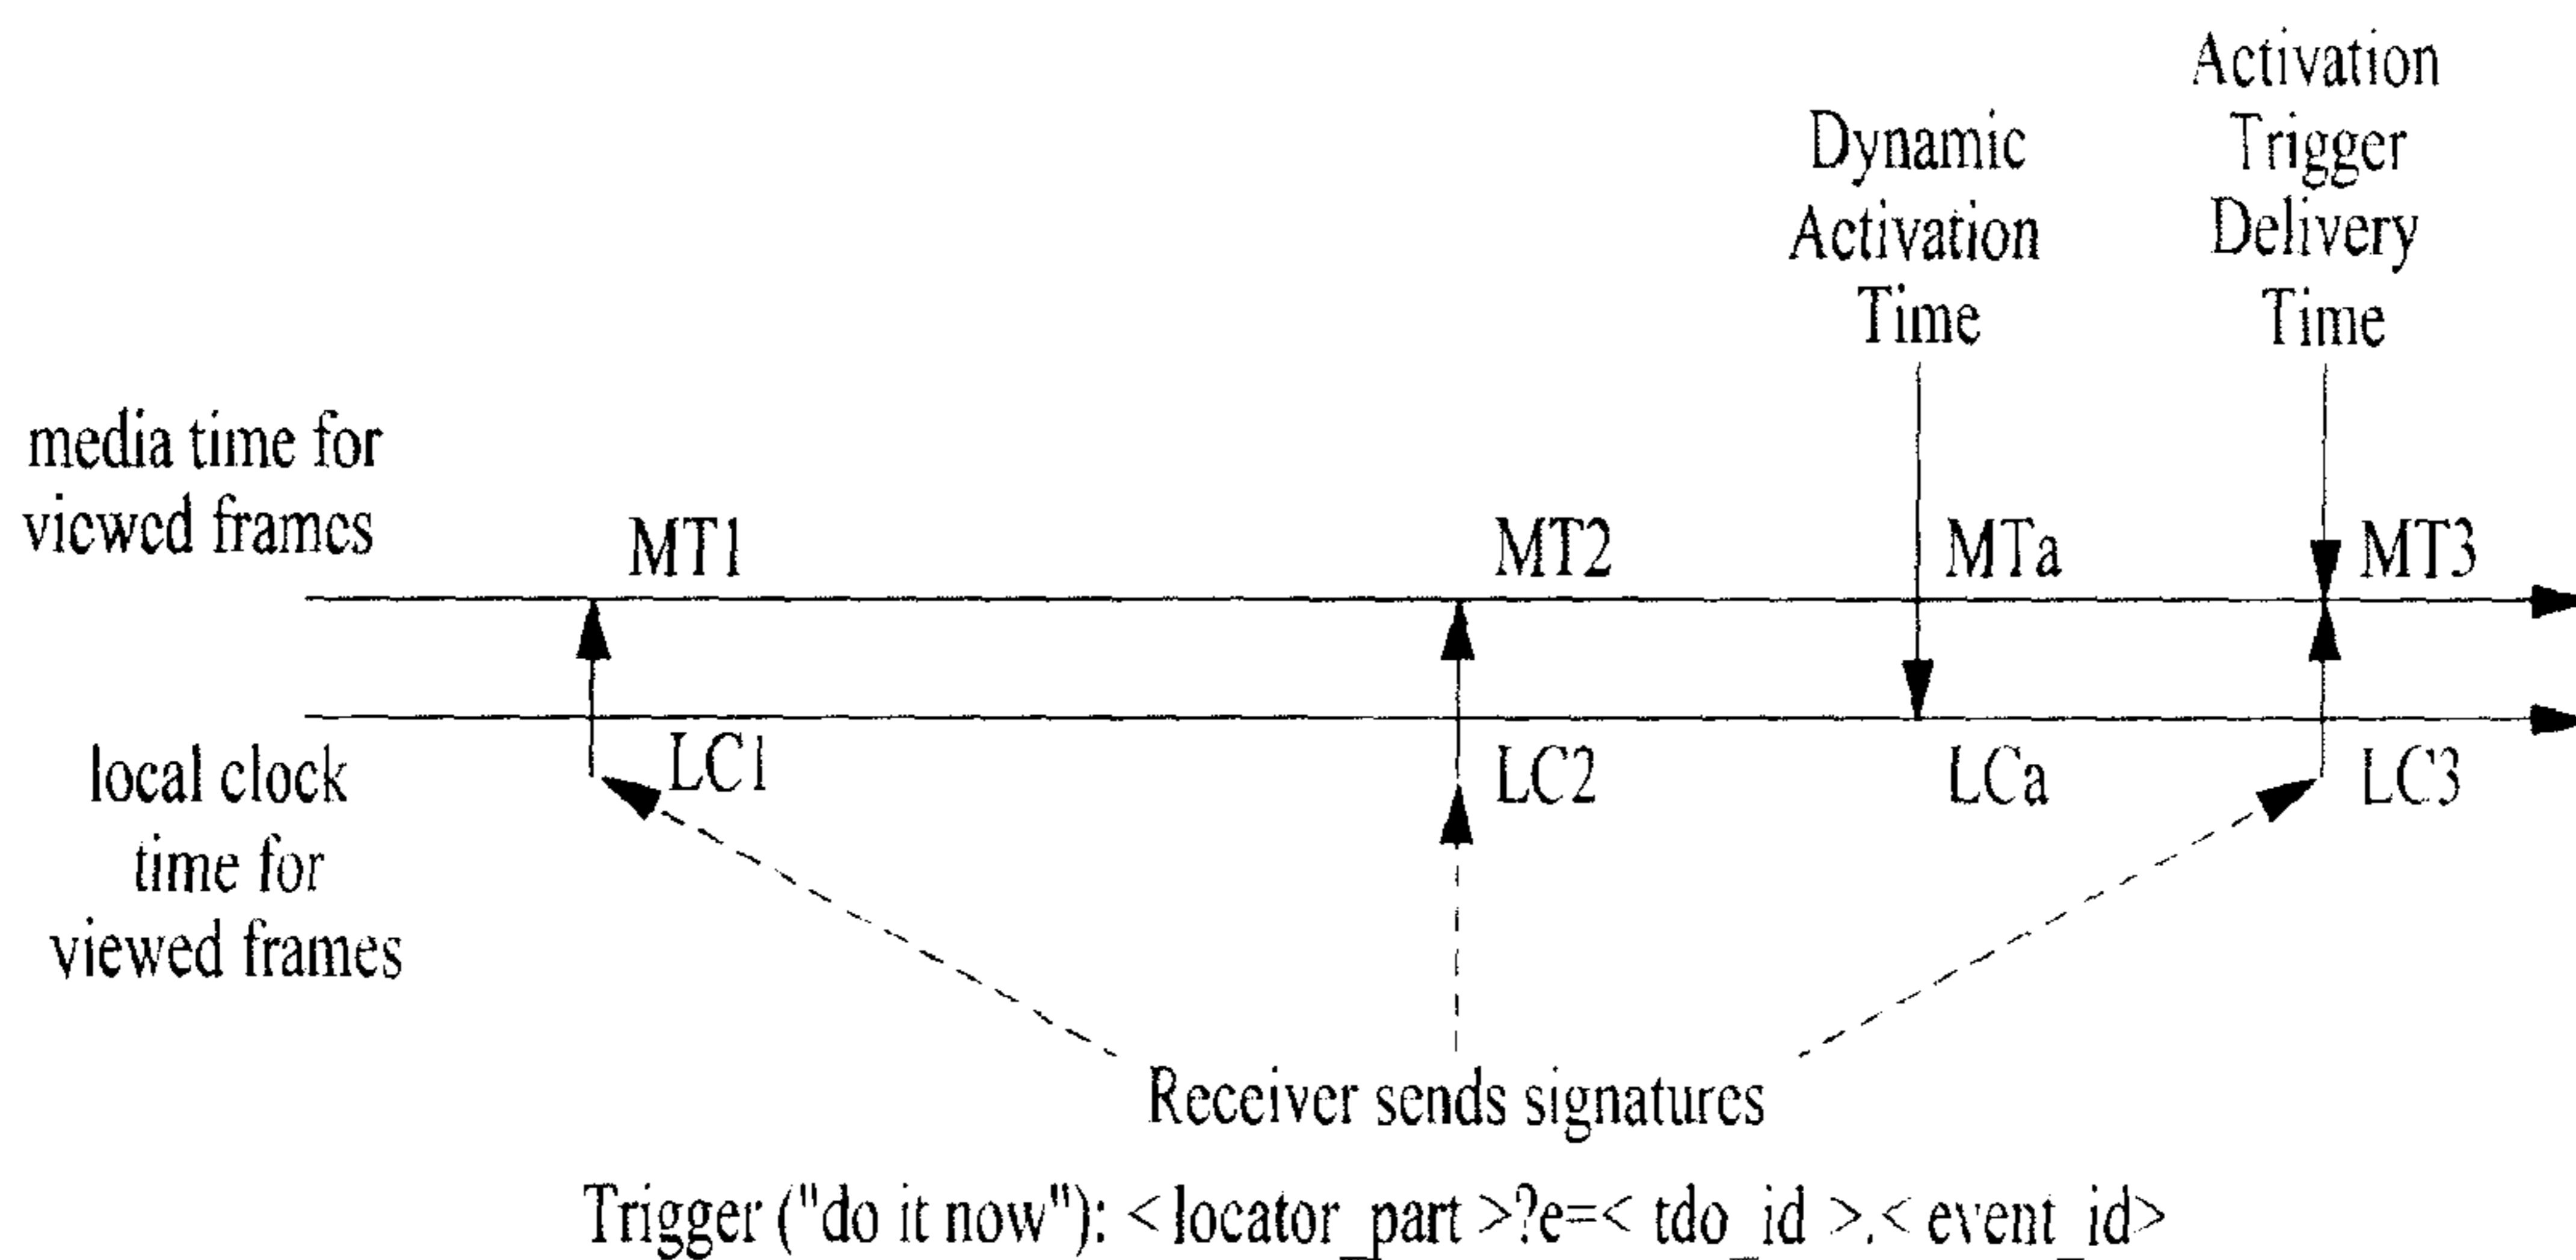 Activation
Trigger
Delivery
Time
Dynamic
Activation
Time
media time for
viewed frames
MT1
MT2
MTa
MT3
local clock
time for
viewed frames
LC1
LC2
LCa
LC3
Receiver sends signatures
Trigger ("do it now"): < locator_part >?e=< tdo_id >.< event_id>